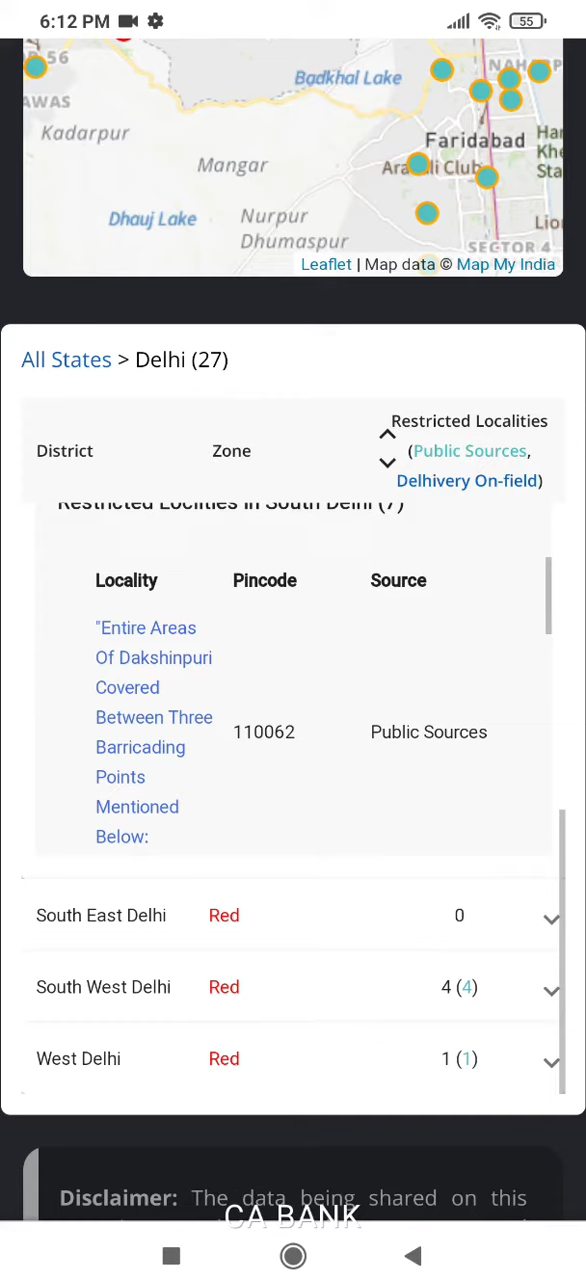 6:12 PM
55
56
AWAS
Badkhal Lake
Kadarpur
Faridabad
Mangar
Club
Dhauj Lake
Nurpur
Dhumaspur
SECTOR 4
Leaflet | Map data © Map My India
All States > Delhi (27)
District Zone Restricted Localities
(Public Sources,
Delhivery On-field)
Restricted Loclities In South Delhi (7)
Locality Pincode Source
"Entire Areas
Of Dakshinpuri
Covered
Between Three
Barricading
Points
Mentioned
Below:
110062 Public Sources
South East Delhi Red 0
South West Delhi Red 4 (4)
West Delhi Red 1 (1)
Disclaimer: The data being shared on this
CA BANK